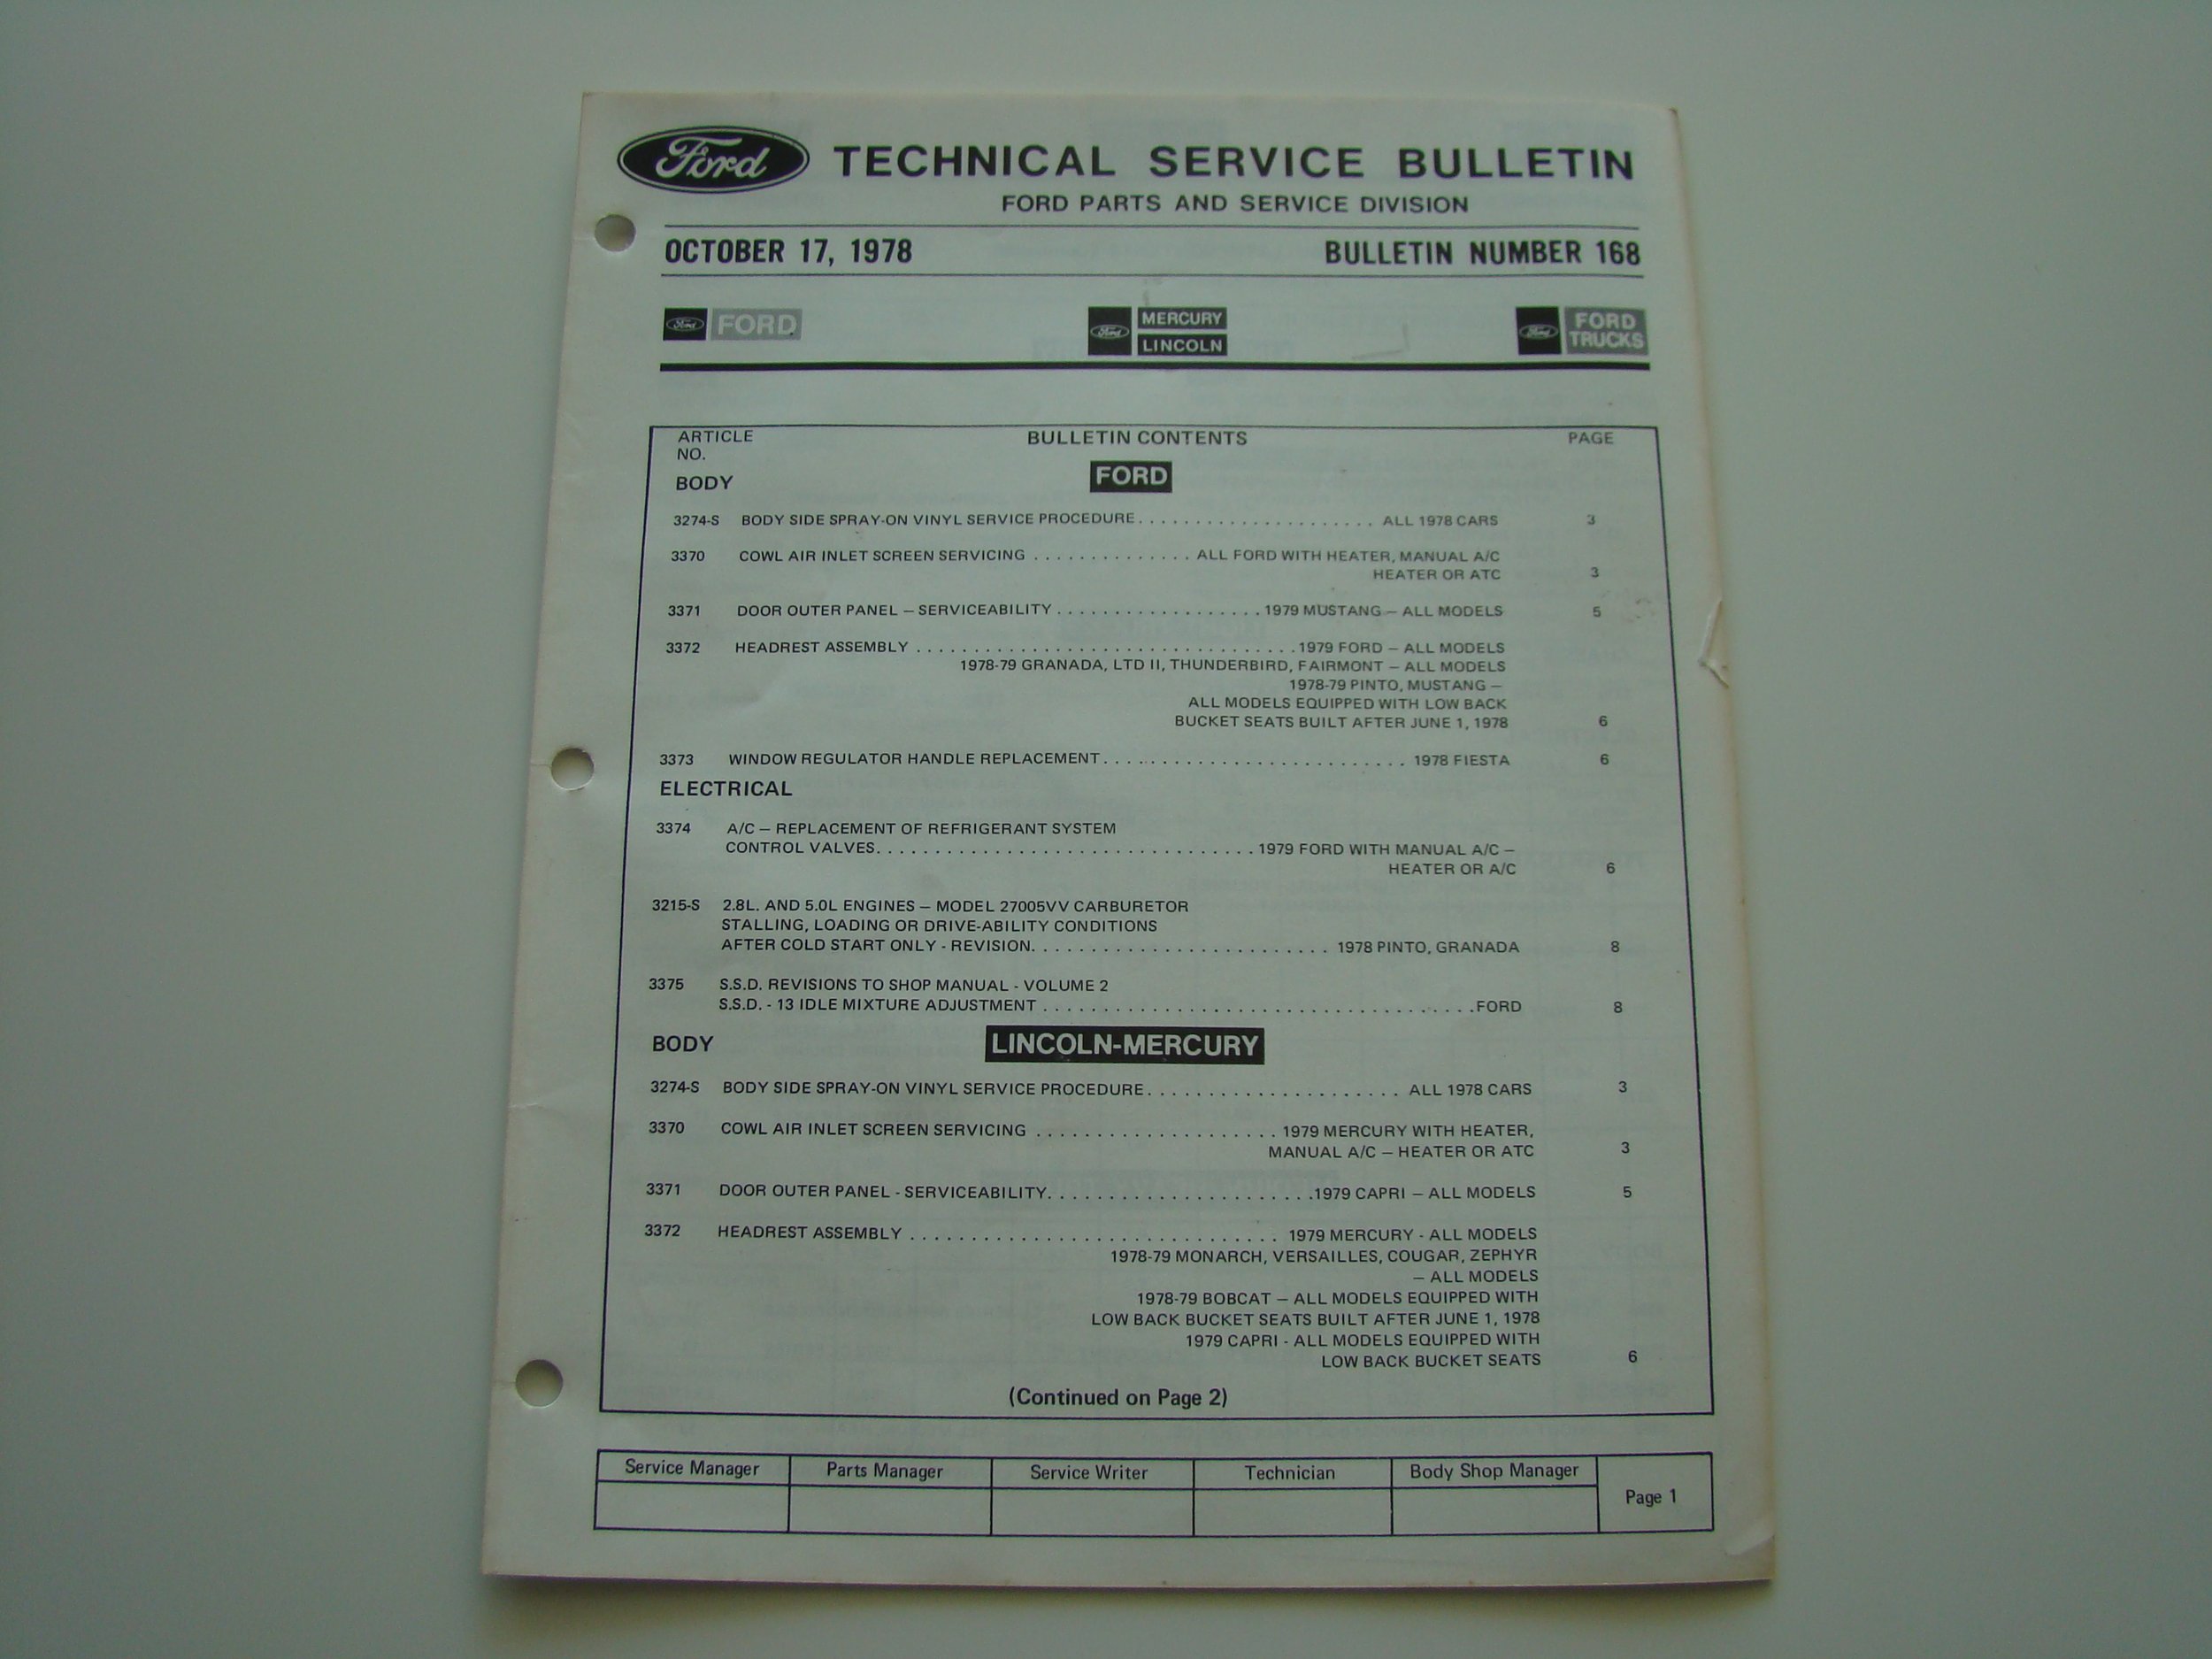 Ford TECHNICAL SERVICE BULLETIN
FORD PARTS AND SERVICE DIVISION
OCTOBER 17, 1978 BULLETIN NUMBER 168
Ford FORD Ford MERCURY LINCOLN Ford FORD TRUCKS
ARTICLE NO. BULLETIN CONTENTS PAGE
FORD
BODY
3274-S BODY SIDE SPRAY-ON VINYL SERVICE PROCEDURE. . . . . . . . . . . . . . . . . . . . . . ALL 1978 CARS 3
3370 COWL AIR INLET SCREEN SERVICING . . . . . . . . . . . . . . ALL FORD WITH HEATER, MANUAL A/C
HEATER OR ATC 3
3371 DOOR OUTER PANEL – SERVICEABILITY . . . . . . . . . . . . . . . . . . 1979 MUSTANG – ALL MODELS 5
3372 HEADREST ASSEMBLY . . . . . . . . . . . . . . . . . . . . . . . . . . . . . . . . . . 1979 FORD – ALL MODELS
1978-79 GRANADA, LTD II, THUNDERBIRD, FAIRMONT – ALL MODELS
1978-79 PINTO, MUSTANG –
ALL MODELS EQUIPPED WITH LOW BACK
BUCKET SEATS BUILT AFTER JUNE 1, 1978 6
3373 WINDOW REGULATOR HANDLE REPLACEMENT . . . . . . . . . . . . . . . . . . . . . . . . . . . 1978 FIESTA 6
ELECTRICAL
3374 A/C – REPLACEMENT OF REFRIGERANT SYSTEM
CONTROL VALVES. . . . . . . . . . . . . . . . . . . . . . . . . . . . . . . . . 1979 FORD WITH MANUAL A/C –
HEATER OR A/C 6
3215-S 2.8L. AND 5.0L ENGINES – MODEL 27005VV CARBURETOR
STALLING, LOADING OR DRIVE-ABILITY CONDITIONS
AFTER COLD START ONLY - REVISION. . . . . . . . . . . . . . . . . . . . . . . . . . 1978 PINTO, GRANADA 8
3375 S.S.D. REVISIONS TO SHOP MANUAL - VOLUME 2
S.S.D. - 13 IDLE MIXTURE ADJUSTMENT . . . . . . . . . . . . . . . . . . . . . . . . . . . . . . . . . . . . . . FORD 8
LINCOLN-MERCURY
BODY
3274-S BODY SIDE SPRAY-ON VINYL SERVICE PROCEDURE. . . . . . . . . . . . . . . . . . . . . . ALL 1978 CARS 3
3370 COWL AIR INLET SCREEN SERVICING . . . . . . . . . . . . . . . . . . . . . 1979 MERCURY WITH HEATER,
MANUAL A/C – HEATER OR ATC 3
3371 DOOR OUTER PANEL - SERVICEABILITY. . . . . . . . . . . . . . . . . . . . . . . 1979 CAPRI – ALL MODELS 5
3372 HEADREST ASSEMBLY . . . . . . . . . . . . . . . . . . . . . . . . . . . . . . 1979 MERCURY - ALL MODELS
1978-79 MONARCH, VERSAILLES, COUGAR, ZEPHYR
– ALL MODELS
1978-79 BOBCAT – ALL MODELS EQUIPPED WITH
LOW BACK BUCKET SEATS BUILT AFTER JUNE 1, 1978
1979 CAPRI - ALL MODELS EQUIPPED WITH
LOW BACK BUCKET SEATS 6
(Continued on Page 2)
Service Manager Parts Manager Service Writer Technician Body Shop Manager
Page 1